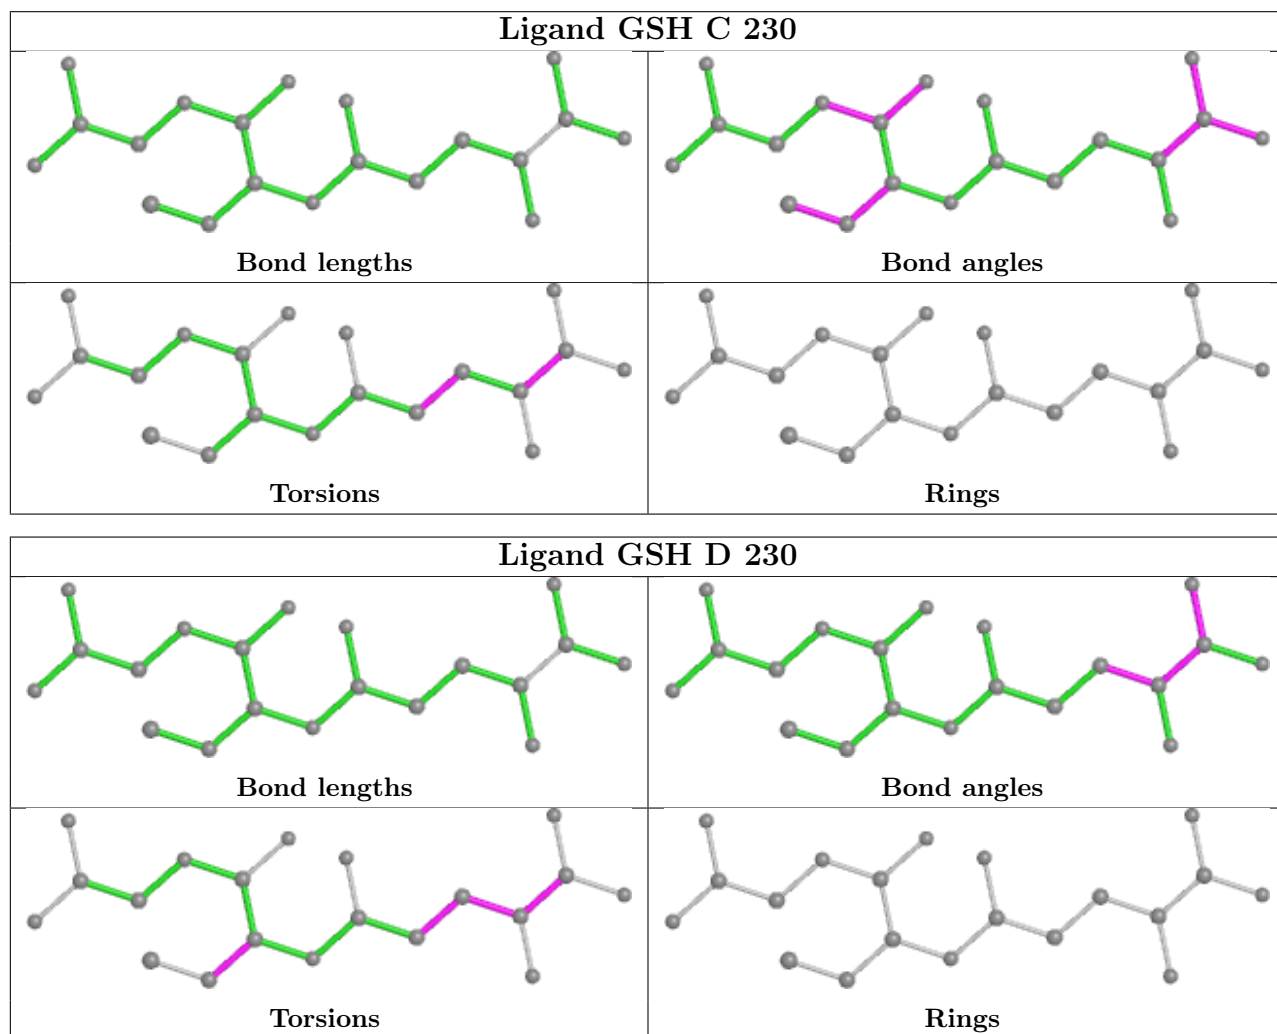 Ligand GSH C 230
Bond lengths
Bond angles
Torsions
Rings
Ligand GSH D 230
Bond lengths
Bond angles
Torsions
Rings